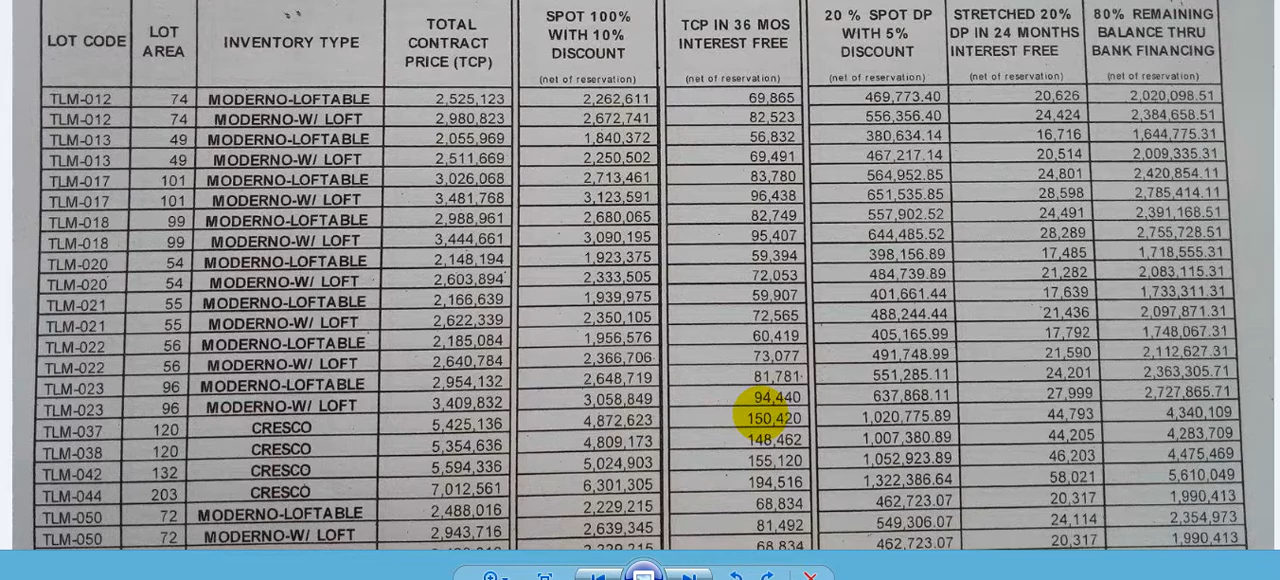 LOT CODE LOT AREA INVENTORY TYPE TOTAL CONTRACT PRICE (TCP) SPOT 100% WITH 10% DISCOUNT (net of reservation) TCP IN 36 MOS INTEREST FREE (net of reservation) 20 % SPOT DP WITH 5% DISCOUNT (net of reservation) STRETCHED 20% DP IN 24 MONTHS INTEREST FREE (net of reservation) 80% REMAINING BALANCE THRU BANK FINANCING (net of reservation)
TLM-012 74 MODERNO-LOFTABLE 2,525,123 2,262,611 69,865 469,773.40 20,626 2,020,098.51
TLM-012 74 MODERNO-W/ LOFT 2,980,823 2,672,741 82,523 556,356.40 24,424 2,384,658.51
TLM-013 49 MODERNO-LOFTABLE 2,055,969 1,840,372 56,832 380,634.14 16,716 1,644,775.31
TLM-013 49 MODERNO-W/ LOFT 2,511,669 2,250,502 69,491 467,217.14 20,514 2,009,335.31
TLM-017 101 MODERNO-LOFTABLE 3,026,068 2,713,461 83,780 564,952.85 24,801 2,420,854.11
TLM-017 101 MODERNO-W/ LOFT 3,481,768 3,123,591 96,438 651,535.85 28,598 2,785,414.11
TLM-018 99 MODERNO-LOFTABLE 2,988,961 2,680,065 82,749 557,902.52 24,491 2,391,168.51
TLM-018 99 MODERNO-W/ LOFT 3,444,661 3,090,195 95,407 644,485.52 28,289 2,755,728.51
TLM-020 54 MODERNO-LOFTABLE 2,148,194 1,923,375 59,394 398,156.89 17,485 1,718,555.31
TLM-020 54 MODERNO-W/ LOFT 2,603,894 2,333,505 72,053 484,739.89 21,282 2,083,115.31
TLM-021 55 MODERNO-LOFTABLE 2,166,639 1,939,975 59,907 401,661.44 17,639 1,733,311.31
TLM-021 55 MODERNO-W/ LOFT 2,622,339 2,350,105 72,565 488,244.44 21,436 2,097,871.31
TLM-022 56 MODERNO-LOFTABLE 2,185,084 1,956,576 60,419 405,165.99 17,792 1,748,067.31
TLM-022 56 MODERNO-W/ LOFT 2,640,784 2,366,706 73,077 491,748.99 21,590 2,112,627.31
TLM-023 96 MODERNO-LOFTABLE 2,954,132 2,648,719 81,781 551,285.11 24,201 2,363,305.71
TLM-023 96 MODERNO-W/ LOFT 3,409,832 3,058,849 94,440 637,868.11 27,999 2,727,865.71
TLM-037 120 CRESCO 5,425,136 4,872,623 150,420 1,020,775.89 44,793 4,340,109
TLM-038 120 CRESCO 5,354,636 4,809,173 148,462 1,007,380.89 44,205 4,283,709
TLM-042 132 CRESCO 5,594,336 5,024,903 155,120 1,052,923.89 46,203 4,475,469
TLM-044 203 CRESCO 7,012,561 6,301,305 194,516 1,322,386.64 58,021 5,610,049
TLM-050 72 MODERNO-LOFTABLE 2,488,016 2,229,215 68,834 462,723.07 20,317 1,990,413
TLM-050 72 MODERNO-W/ LOFT 2,943,716 2,639,345 81,492 549,306.07 24,114 2,354,973
2,229,215 68,834 462,723.07 20,317 1,990,413